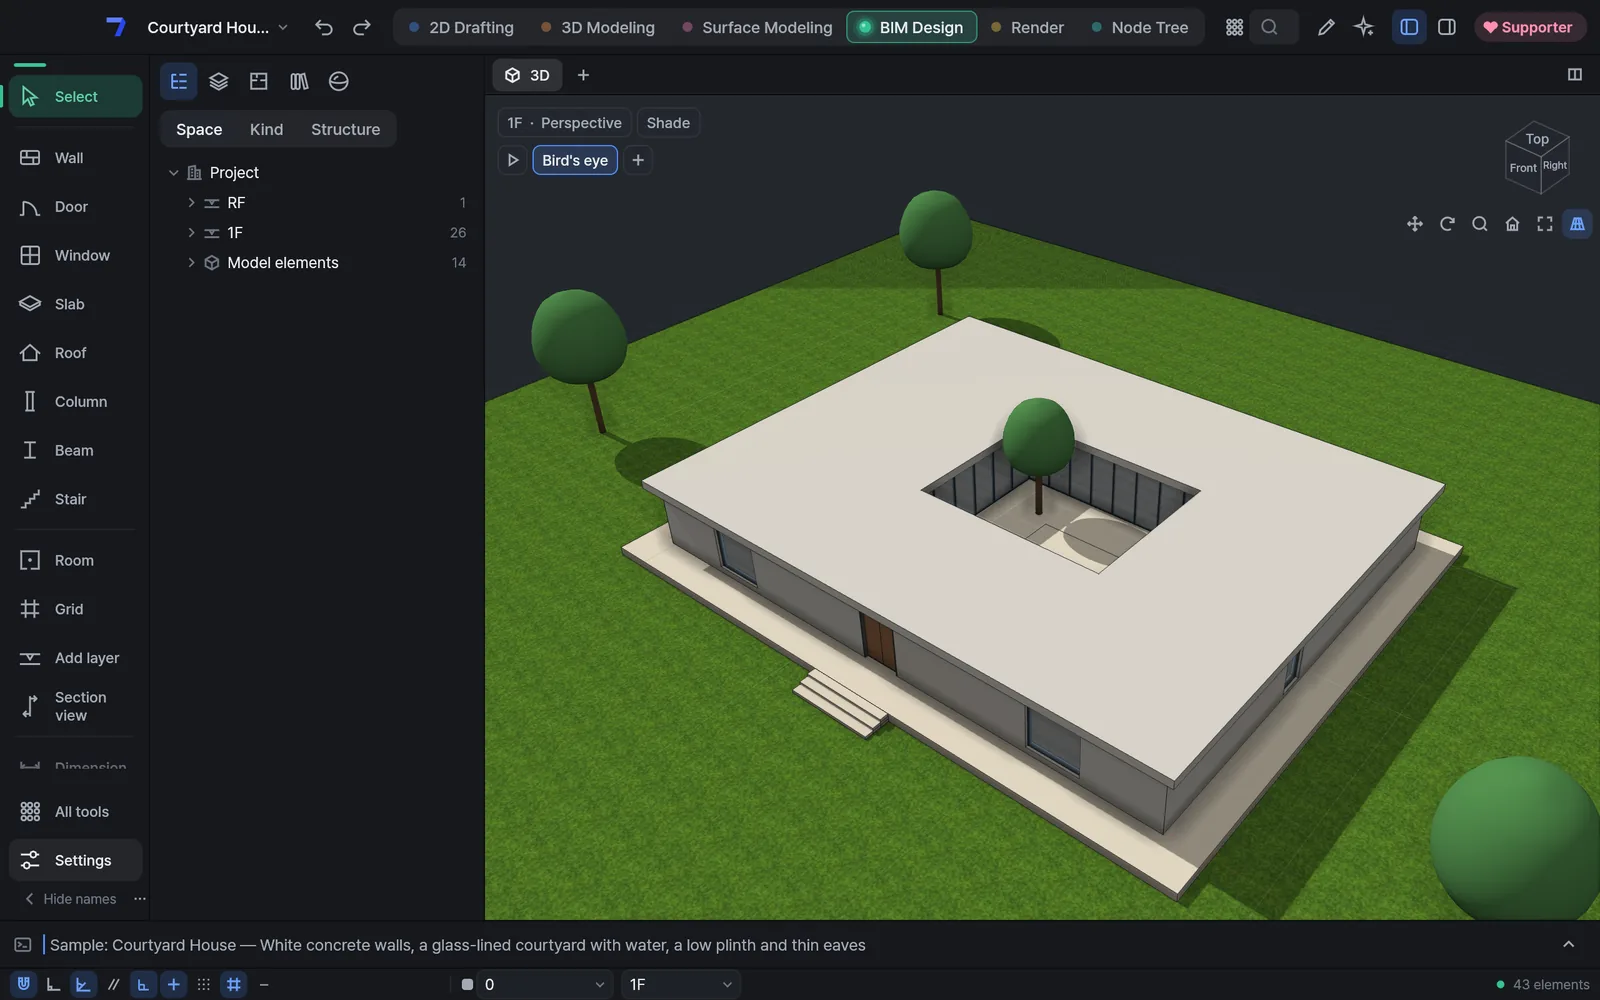 Courtyard Hou...
2D Drafting
3D Modeling
Surface Modeling
BIM Design
Render
Node Tree
Supporter
Select
Wall
Door
Window
Slab
Roof
Column
Beam
Stair
Room
Grid
Add layer
Section
view
Dimension
All tools
Settings
Hide names
Space Kind Structure
Project
RF 1
1F 26
Model elements 14
3D
1F · Perspective
Shade
Bird's eye
Top
Front
Right
Sample: Courtyard House — White concrete walls, a glass-lined courtyard with water, a low plinth and thin eaves
0
1F
43 elements